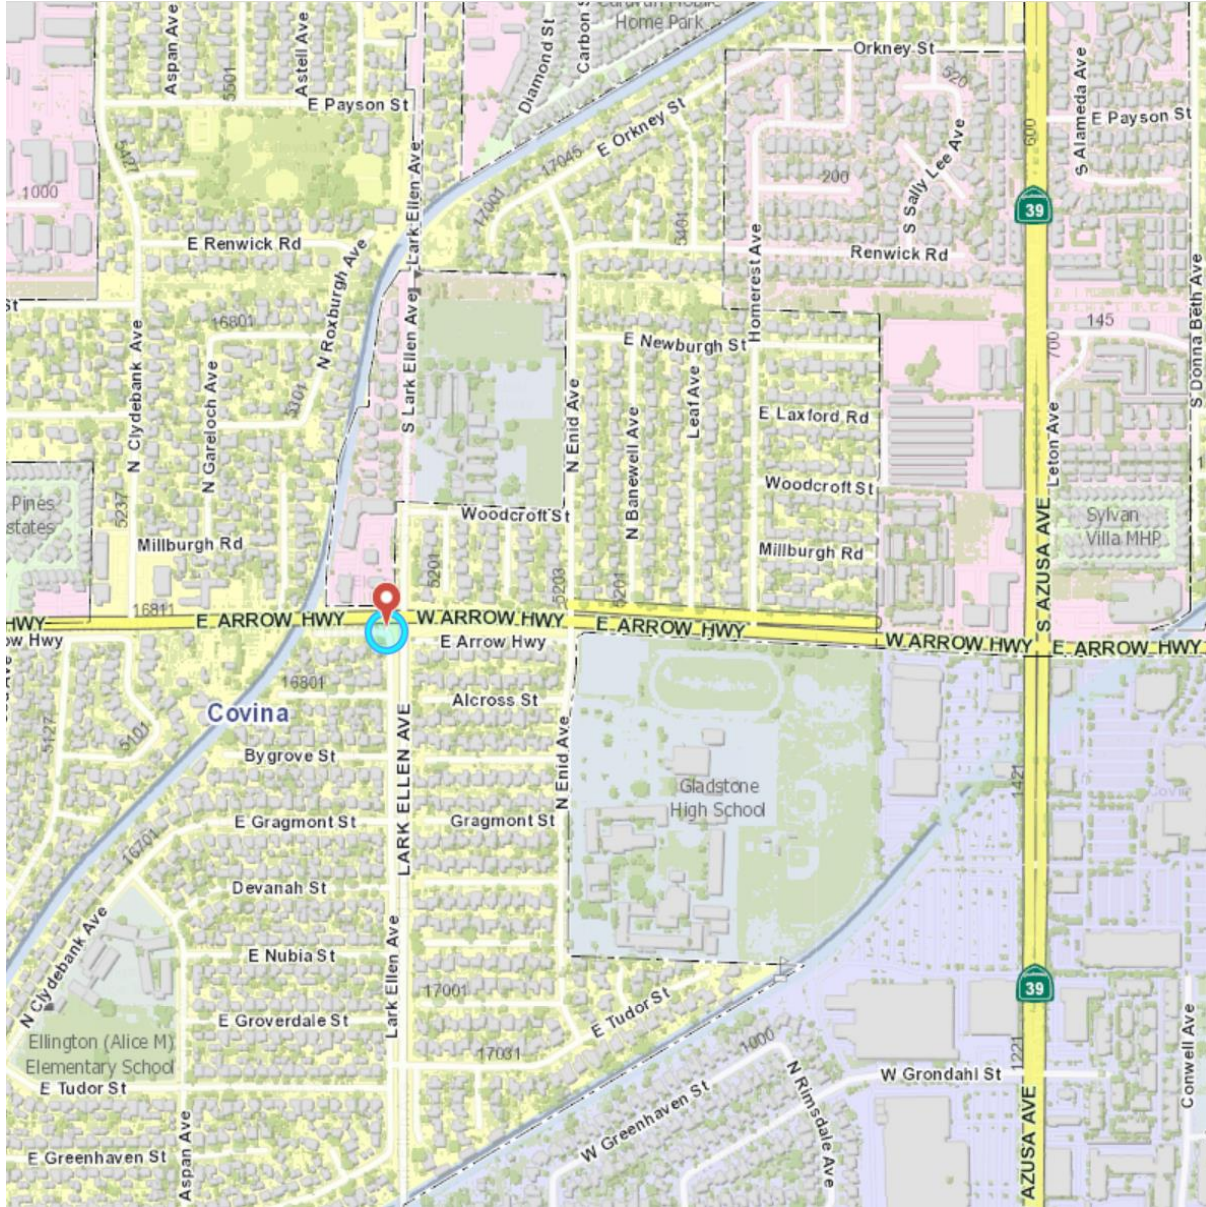 Caravan Mobile
Home Park
Orkney St
Aspan Ave
5501
Astell Ave
Diamond St
Carbon St
E Payson St
520
600
S Alameda Ave
E Payson St
5427
E Orkney St
17045
17001
S Sally Lee Ave
1000
200
39
Lark Ellen Ave
E Renwick Rd
5401
Renwick Rd
Homerest Ave
N Roxburgh Ave
S Donna Beth Ave
St
16801
145
700
E Newburgh St
N Clydebank Ave
N Gareloch Ave
5301
S Lark Ellen Ave
N Enid Ave
N Banewell Ave
Leaf Ave
E Laxford Rd
Leton Ave
Woodcroft St
Pines
states
5237
Woodcroft St
Sylvan
Villa MHP
Millburgh Rd
Millburgh Rd
5201
5203
5201
S AZUSA AVE
16811
HWY
E ARROW HWY
W ARROW HWY
E ARROW HWY
W ARROW HWY
E ARROW HWY
ow Hwy
E Arrow Hwy
16801
Alcross St
Covina
5127
5101
Bygrove St
LARK ELLEN AVE
N Enid Ave
Gladstone
High School
1421
E Gragmont St
Gragmont St
16701
Devanah St
N Clydebank Ave
E Nubia St
Lark Ellen Ave
17001
39
E Groverdale St
E Tudor St
Ellington (Alice M)
Elementary School
17031
1000
1221
W Grondahl St
Conwell Ave
E Tudor St
N Rimsdale Ave
W Greenhaven St
AZUSA AVE
E Greenhaven St
Aspan Ave